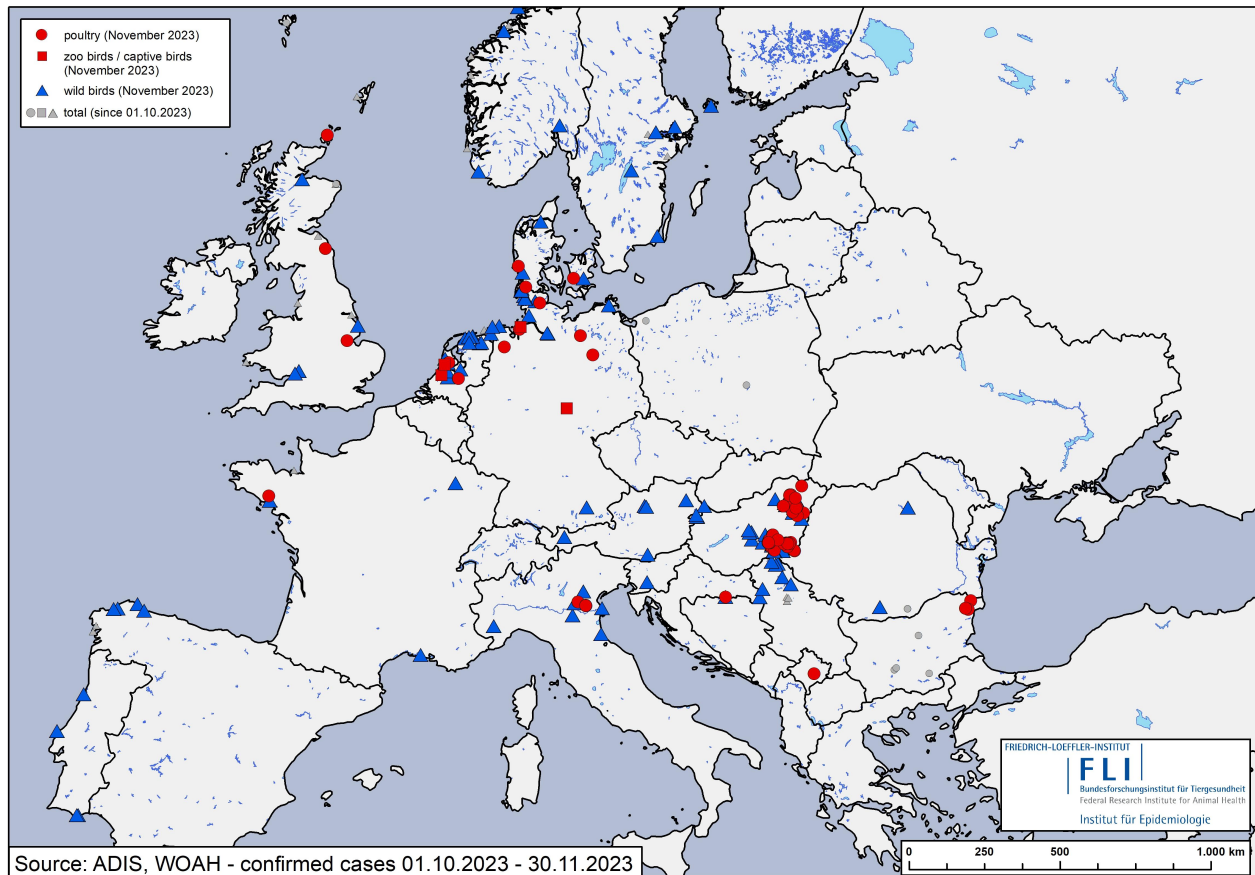 poultry (November 2023)
zoo birds / captive birds
(November 2023)
wild birds (November 2023)
total (since 01.10.2023)
FRIEDRICH-LOEFFLER-INSTITUT
FLI
Bundesforschungsinstitut für Tiergesundheit
Federal Research Institute for Animal Health
Institut für Epidemiologie
Source: ADIS, WOAH - confirmed cases 01.10.2023 - 30.11.2023
0 250 500 1.000 km